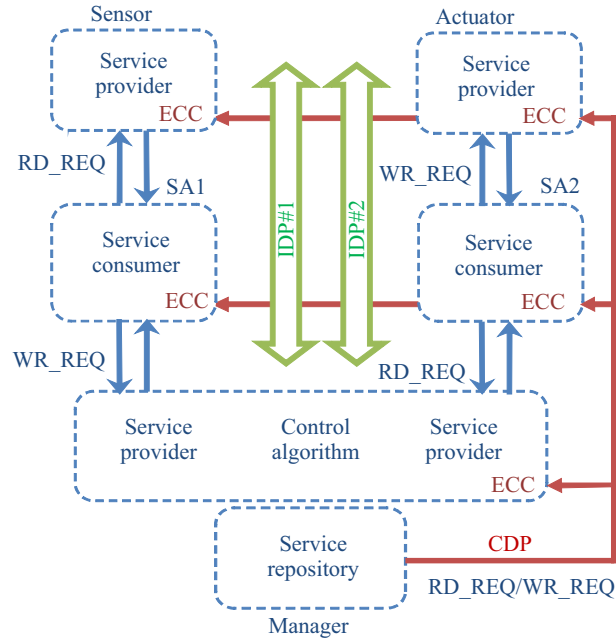 Sensor
Actuator
Service
provider
ECC
Service
provider
ECC
RD_REQ
SA1
WR_REQ
SA2
IDP#1
IDP#2
Service
consumer
ECC
Service
consumer
ECC
WR_REQ
RD_REQ
Service
provider
Control
algorithm
Service
provider
ECC
Service
repository
CDP
RD_REQ/WR_REQ
Manager